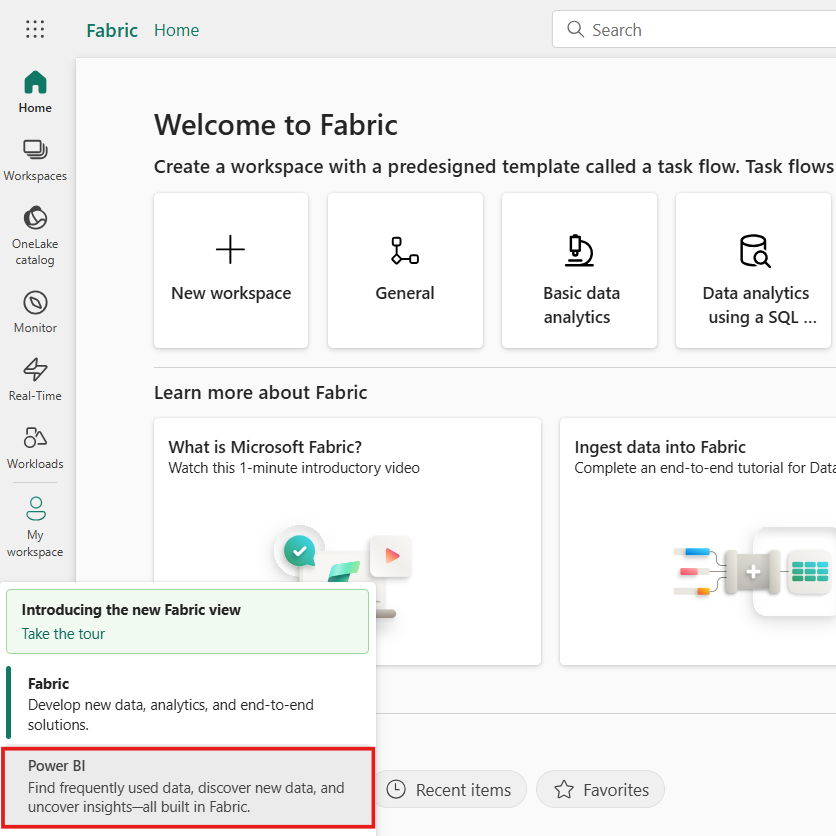 Fabric Home
Search
Home
Workspaces
OneLake
catalog
Monitor
Real-Time
Workloads
My
workspace
Welcome to Fabric
Create a workspace with a predesigned template called a task flow. Task flows
New workspace
General
Basic data
analytics
Data analytics
using a SQL ...
Learn more about Fabric
What is Microsoft Fabric?
Watch this 1-minute introductory video
Ingest data into Fabric
Complete an end-to-end tutorial for Data
Introducing the new Fabric view
Take the tour
Fabric
Develop new data, analytics, and end-to-end
solutions.
Power BI
Find frequently used data, discover new data, and
uncover insights—all built in Fabric.
Recent items
Favorites